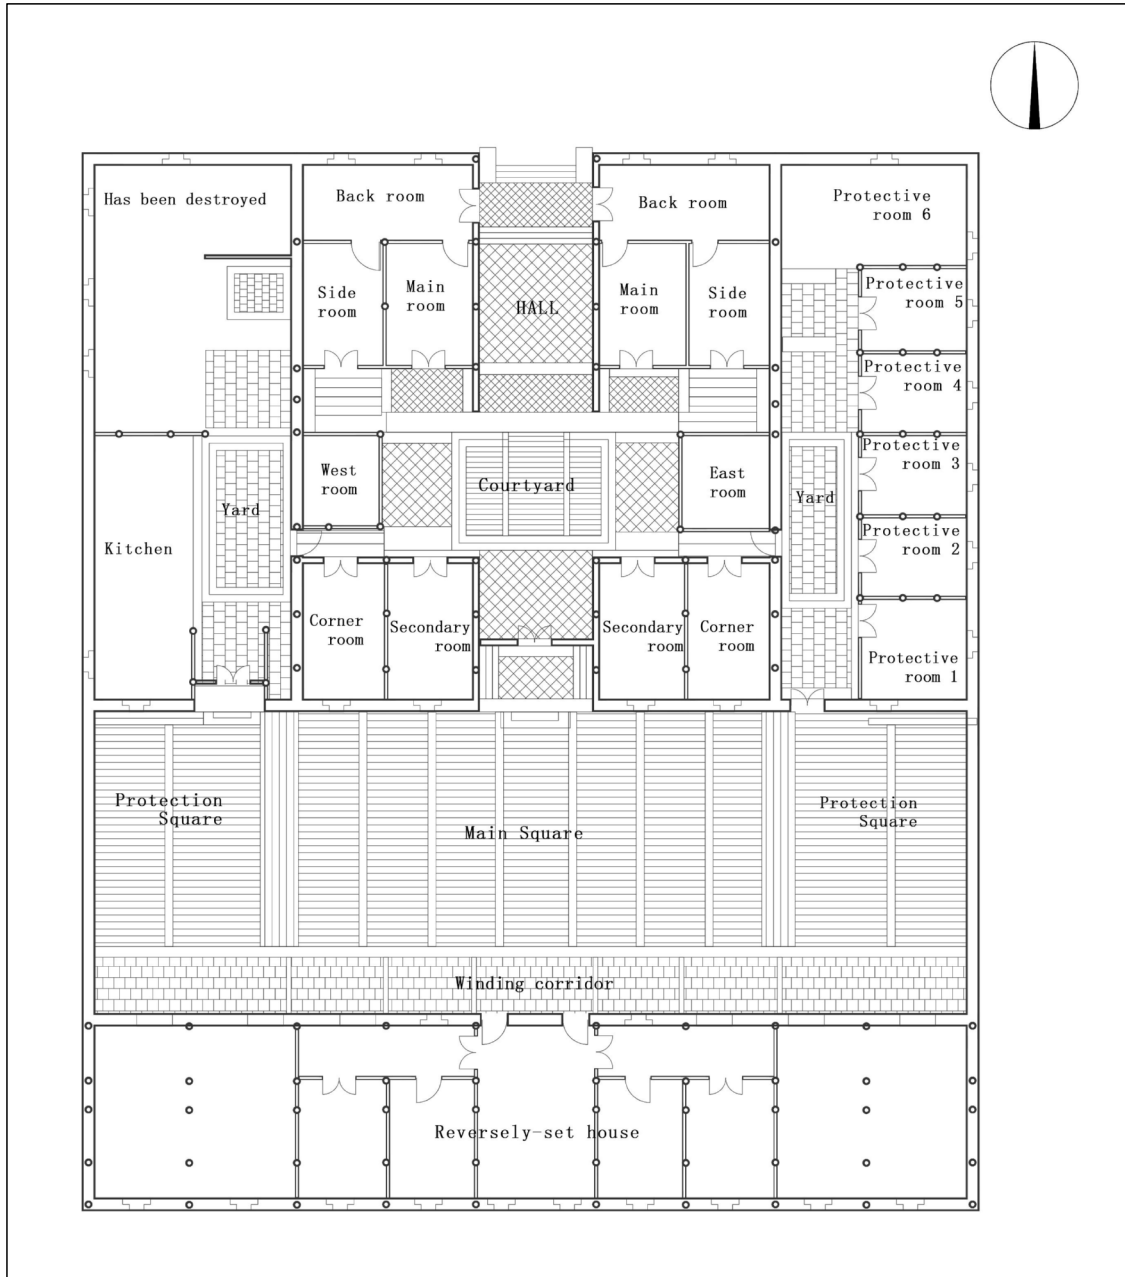 Has been destroyed
Back room
Back room
Protective
room 6
Side
room
Main
room
HALL
Main
room
Side
room
Protective
room 5
Protective
room 4
West
room
Courtyard
East
room
Protective
room 3
Yard
Yard
Kitchen
Protective
room 2
Corner
room
Secondary
room
Secondary
room
Corner
room
Protective
room 1
Protection
Square
Main Square
Protection
Square
Winding corridor
Reversely-set house